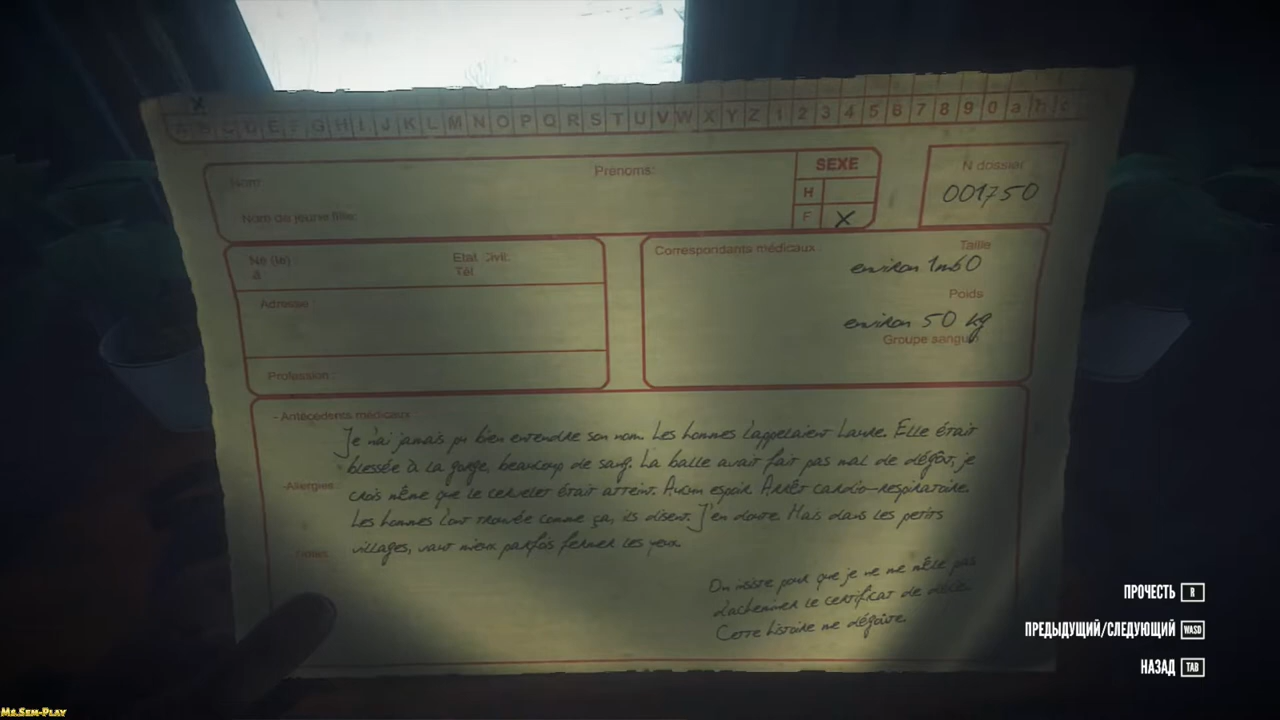 X
A B C D E F G H I J K L M N O P Q R S T U V W X Y Z 1 2 3 4 5 6 7 8 9 0 a b c
Nom: Prénoms: SEXE N dossier
H 001750
Nom de jeune fille: F X
Né (le) Etat Civil:
à Tél
Adresse
Profession :
Correspondants médicaux Taille
environ 1m60
Poids
environ 50 kg
Groupe sanguin
- Antécédents médicaux
Je n'ai jamais pu bien entendre son nom. Les hommes l'appelaient Laure. Elle était
blessée à la gorge, beaucoup de sang. La balle avait fait pas mal de dégât, je
-Allergies
crois même que le cervelet était atteint. Aucun espoir. Arrêt cardio-respiratoire.
Les hommes l'ont trouvée comme ça, ils disent. J'en doute. Mais dans les petits
villages, vaut mieux parfois fermer les yeux.
On insiste pour que je ne me mêle pas
d'acheminer le certificat de décès.
Cette histoire me dégoûte.
ПРОЧЕСТЬ R
ПРЕДЫДУЩИЙ/СЛЕДУЮЩИЙ WASD
НАЗАД TAB
Ms.Sem-Play